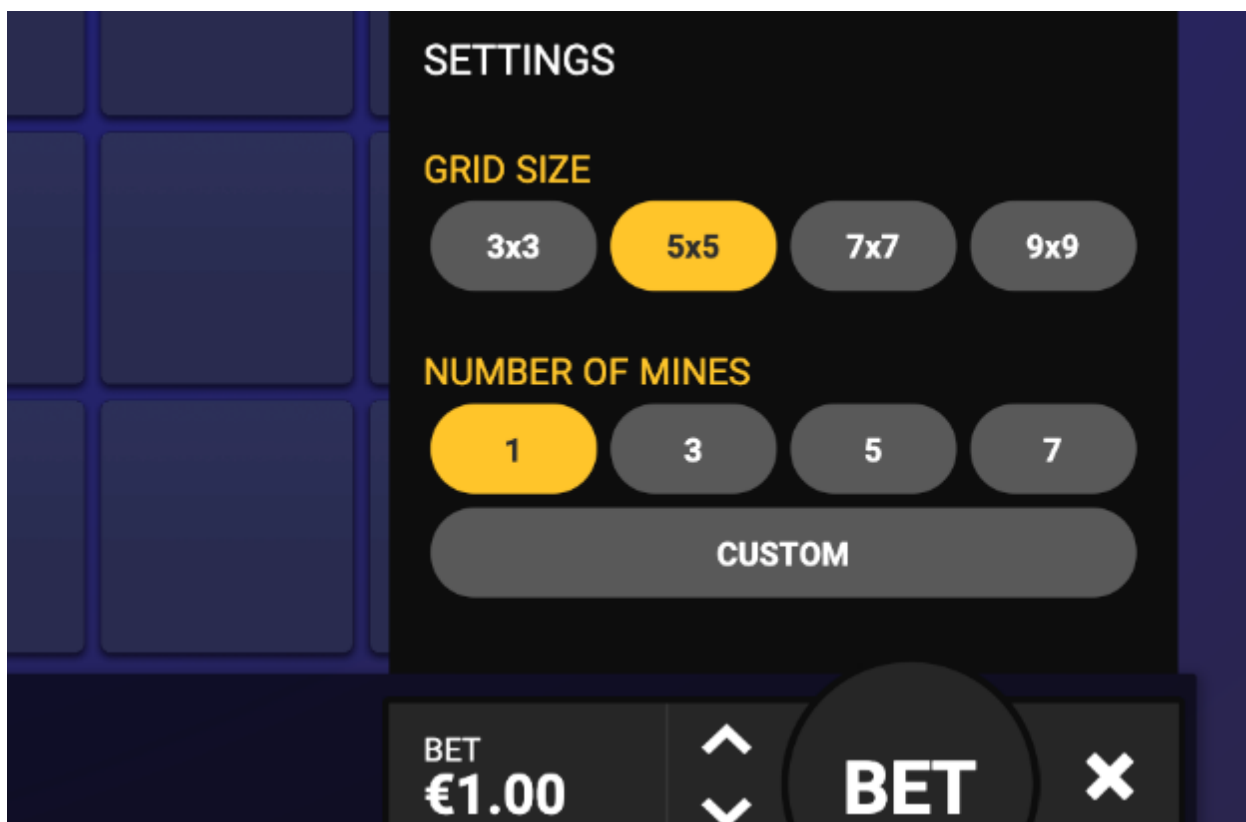 SETTINGS
GRID SIZE
3x3 5x5 7x7 9x9
NUMBER OF MINES
1 3 5 7
CUSTOM
BET
€1.00
BET